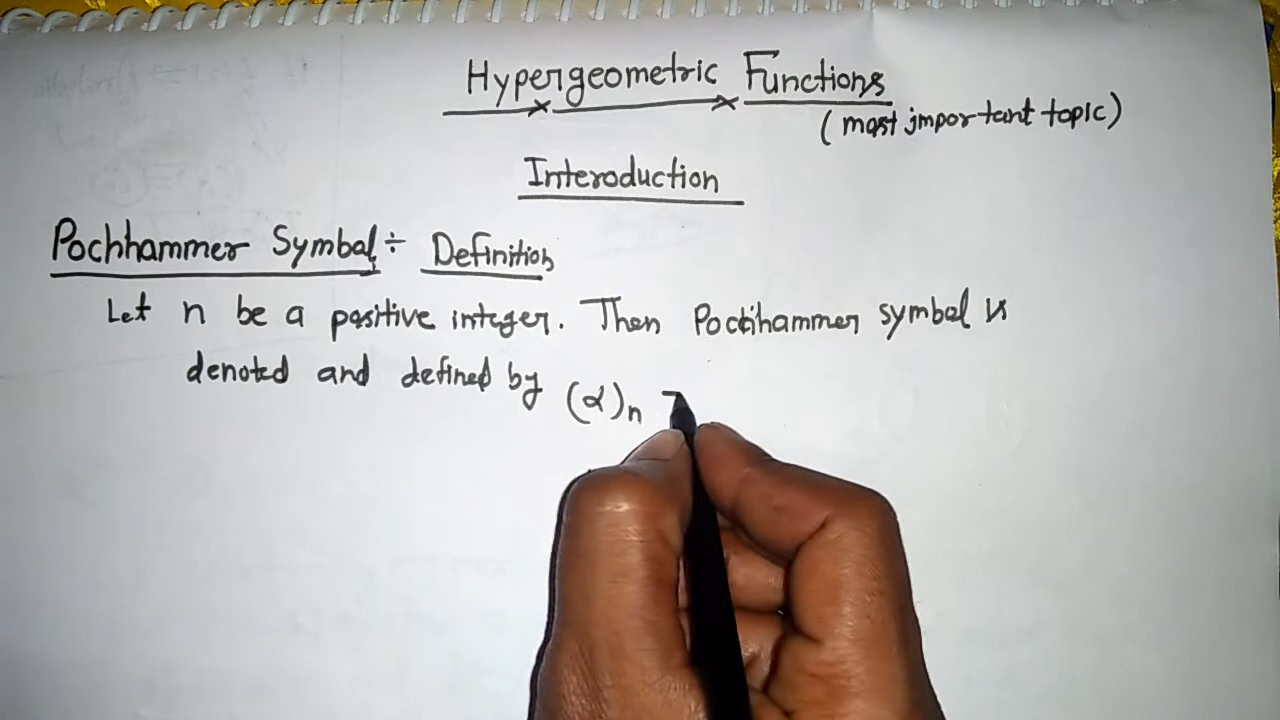 Hypergeometric Functions
(most important topic)
Interoduction
Pochhammer Symbol ÷ Definition
Let n be a positive integer. Then Pochhammer symbol is
denoted and defined by (α)n